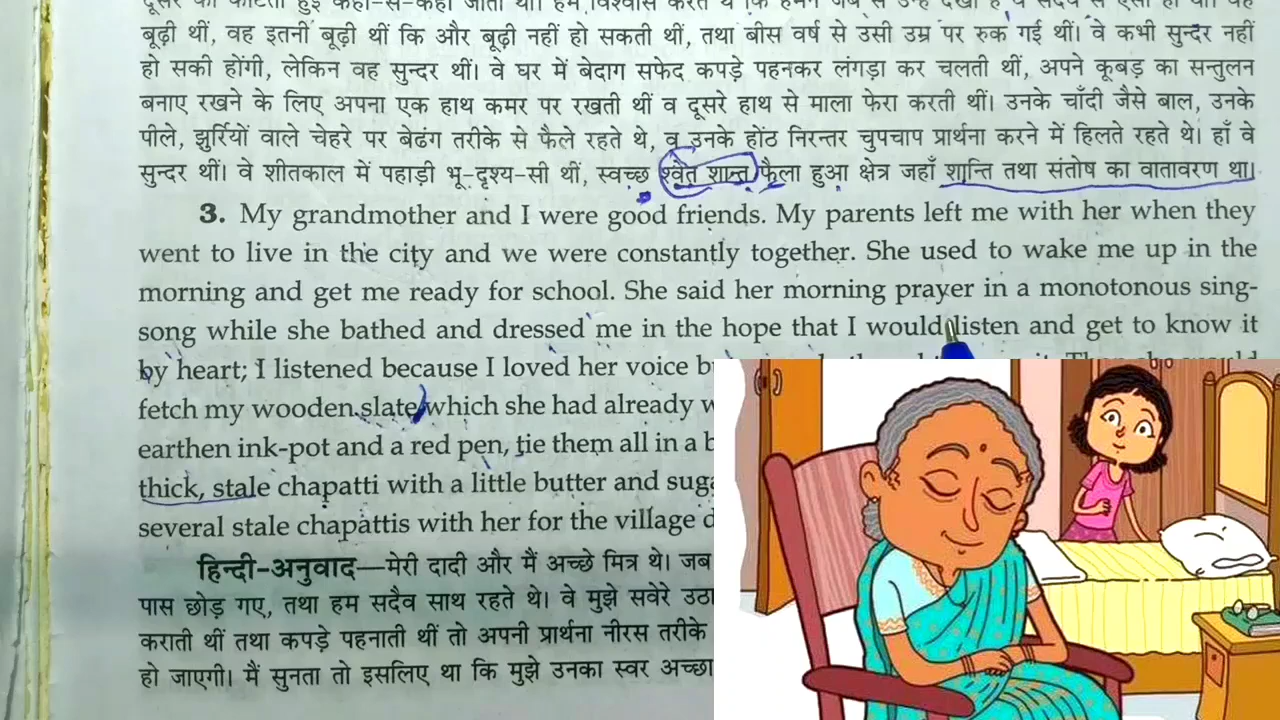 बूढ़ी थीं, वह इतनी बूढ़ी थीं कि और बूढ़ी नहीं हो सकती थीं, तथा बीस वर्ष से उसी उम्र पर रुक गई थीं। वे कभी सुन्दर नहीं
हो सकी होंगी, लेकिन वह सुन्दर थीं। वे घर में बेदाग सफेद कपड़े पहनकर लंगड़ा कर चलती थीं, अपने कूबड़ का सन्तुलन
बनाए रखने के लिए अपना एक हाथ कमर पर रखती थीं व दूसरे हाथ से माला फेरा करती थीं। उनके चाँदी जैसे बाल, उनके
पीले, झुर्रियों वाले चेहरे पर बेढंग तरीके से फैले रहते थे, व उनके होंठ निरन्तर चुपचाप प्रार्थना करने में हिलते रहते थे। हाँ वे
सुन्दर थीं। वे शीतकाल में पहाड़ी भू-दृश्य-सी थीं, स्वच्छ श्वेत शान्त फैला हुआ क्षेत्र जहाँ शान्ति तथा संतोष का वातावरण था।
3. My grandmother and I were good friends. My parents left me with her when they
went to live in the city and we were constantly together. She used to wake me up in the
morning and get me ready for school. She said her morning prayer in a monotonous sing-
song while she bathed and dressed me in the hope that I would listen and get to know it
by heart; I listened because I loved her voice
fetch my wooden slate which she had already
earthen ink-pot and a red pen, tie them all in a
thick, stale chapatti with a little butter and
several stale chapattis with her for the village
हिन्दी-अनुवाद—मेरी दादी और मैं अच्छे मित्र थे। जब
पास छोड़ गए, तथा हम सदैव साथ रहते थे। वे मुझे सवेरे
कराती थीं तथा कपड़े पहनाती थीं तो अपनी प्रार्थना नीरस तरीके
हो जाएगी। मैं सुनता तो इसलिए था कि मुझे उनका स्वर अच्छा